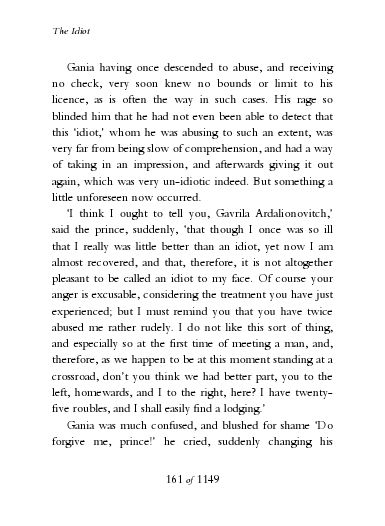 The Idiot
Gania having once descended to abuse, and receiving
no check, very soon knew no bounds or limit to his
licence, as is often the way in such cases. His rage so
blinded him that he had not even been able to detect that
this ‘idiot,’ whom he was abusing to such an extent, was
very far from being slow of comprehension, and had a way
of taking in an impression, and afterwards giving it out
again, which was very un-idiotic indeed. But something a
little unforeseen now occurred.
‘I think I ought to tell you, Gavrila Ardalionovitch,’
said the prince, suddenly, ‘that though I once was so ill
that I really was little better than an idiot, yet now I am
almost recovered, and that, therefore, it is not altogether
pleasant to be called an idiot to my face. Of course your
anger is excusable, considering the treatment you have just
experienced; but I must remind you that you have twice
abused me rather rudely. I do not like this sort of thing,
and especially so at the first time of meeting a man, and,
therefore, as we happen to be at this moment standing at a
crossroad, don’t you think we had better part, you to the
left, homewards, and I to the right, here? I have twenty-
five roubles, and I shall easily find a lodging.’
Gania was much confused, and blushed for shame ‘Do
forgive me, prince!’ he cried, suddenly changing his
161 of 1149